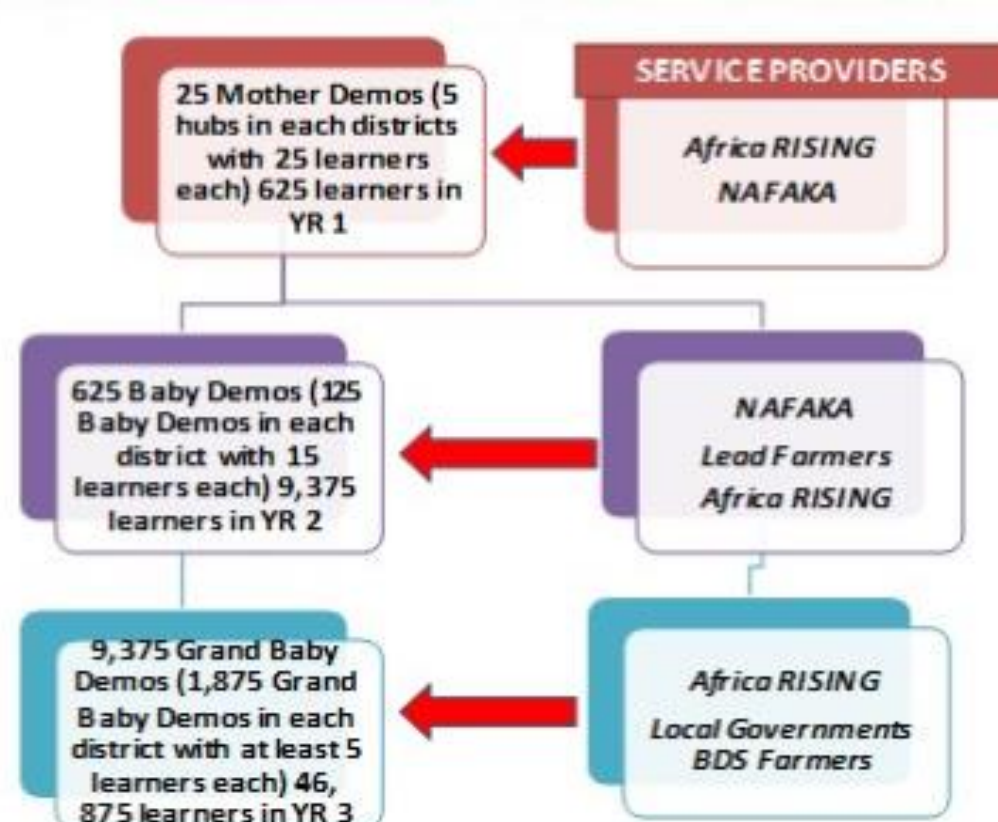 25 Mother Demos (5
hubs in each districts
with 25 learners
each) 625 learners in
YR 1
SERVICE PROVIDERS
Africa RISING
NAFAKA
625 Baby Demos (125
Baby Demos in each
district with 15
learners each) 9,375
learners in YR 2
NAFAKA
Lead Farmers
Africa RISING
9,375 Grand Baby
Demos (1,875 Grand
Baby Demos in each
district with at least 5
learners each) 46,
875 learners in YR 3
Africa RISING
Local Governments
BDS Farmers